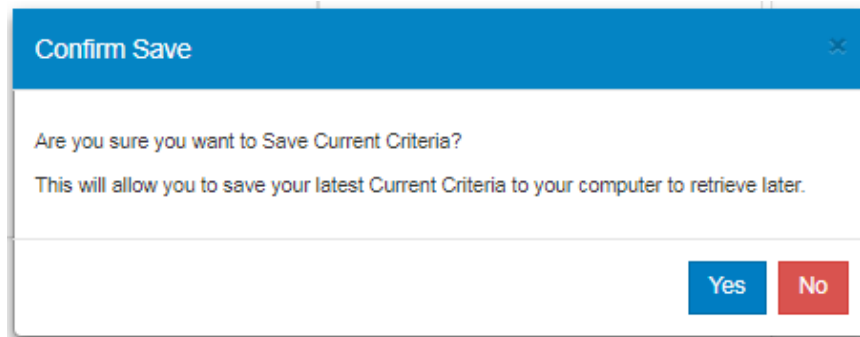 Confirm Save
×
Are you sure you want to Save Current Criteria?
This will allow you to save your latest Current Criteria to your computer to retrieve later.
Yes No